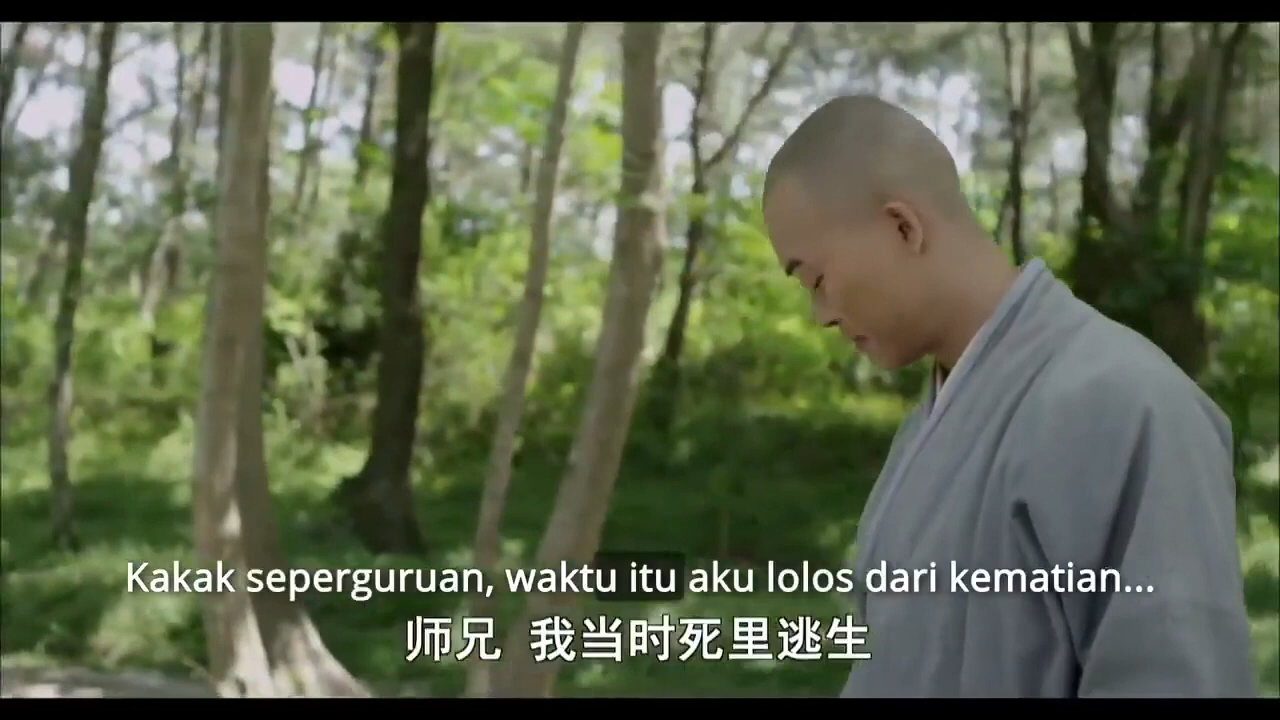 Kakak seperguruan, waktu itu aku lolos dari kematian...
师兄 我当时死里逃生